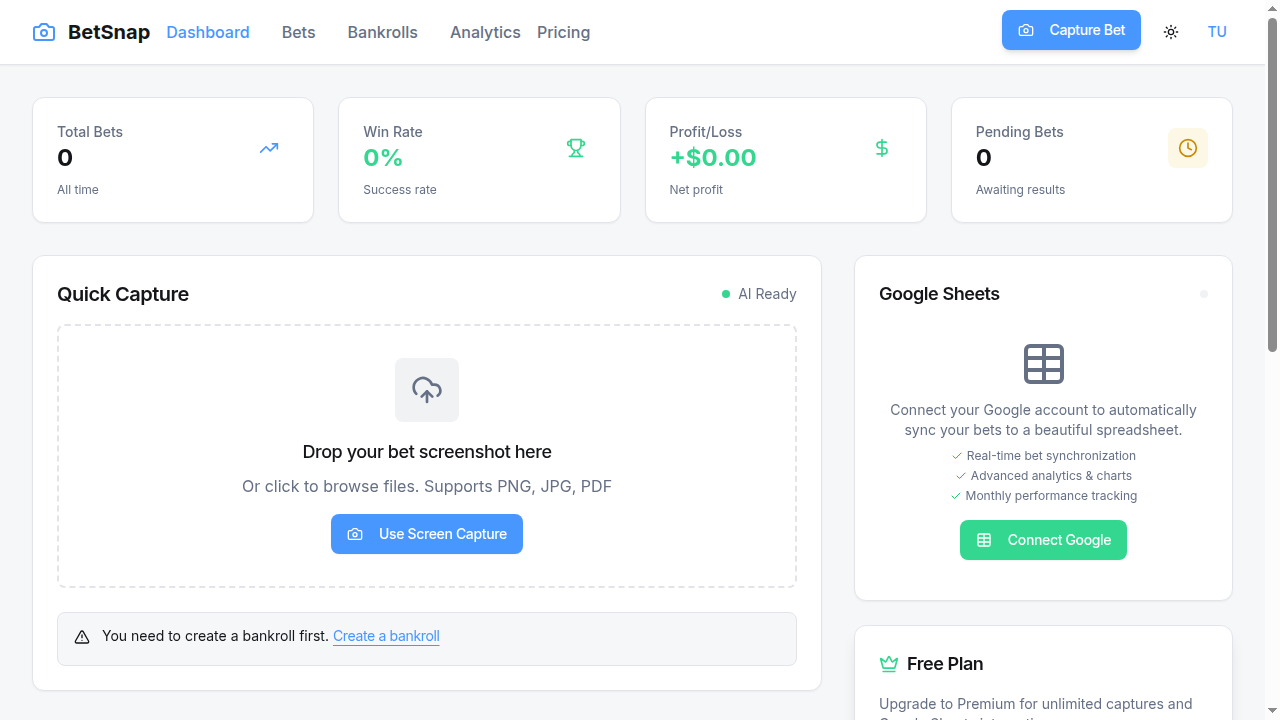 BetSnap Dashboard Bets Bankrolls Analytics Pricing Capture Bet TU
Total Bets
0
All time
Win Rate
0%
Success rate
Profit/Loss
+$0.00
Net profit
Pending Bets
0
Awaiting results
Quick Capture
AI Ready
Drop your bet screenshot here
Or click to browse files. Supports PNG, JPG, PDF
Use Screen Capture
You need to create a bankroll first. Create a bankroll
Google Sheets
Connect your Google account to automatically
sync your bets to a beautiful spreadsheet.
Real-time bet synchronization
Advanced analytics & charts
Monthly performance tracking
Connect Google
Free Plan
Upgrade to Premium for unlimited captures and